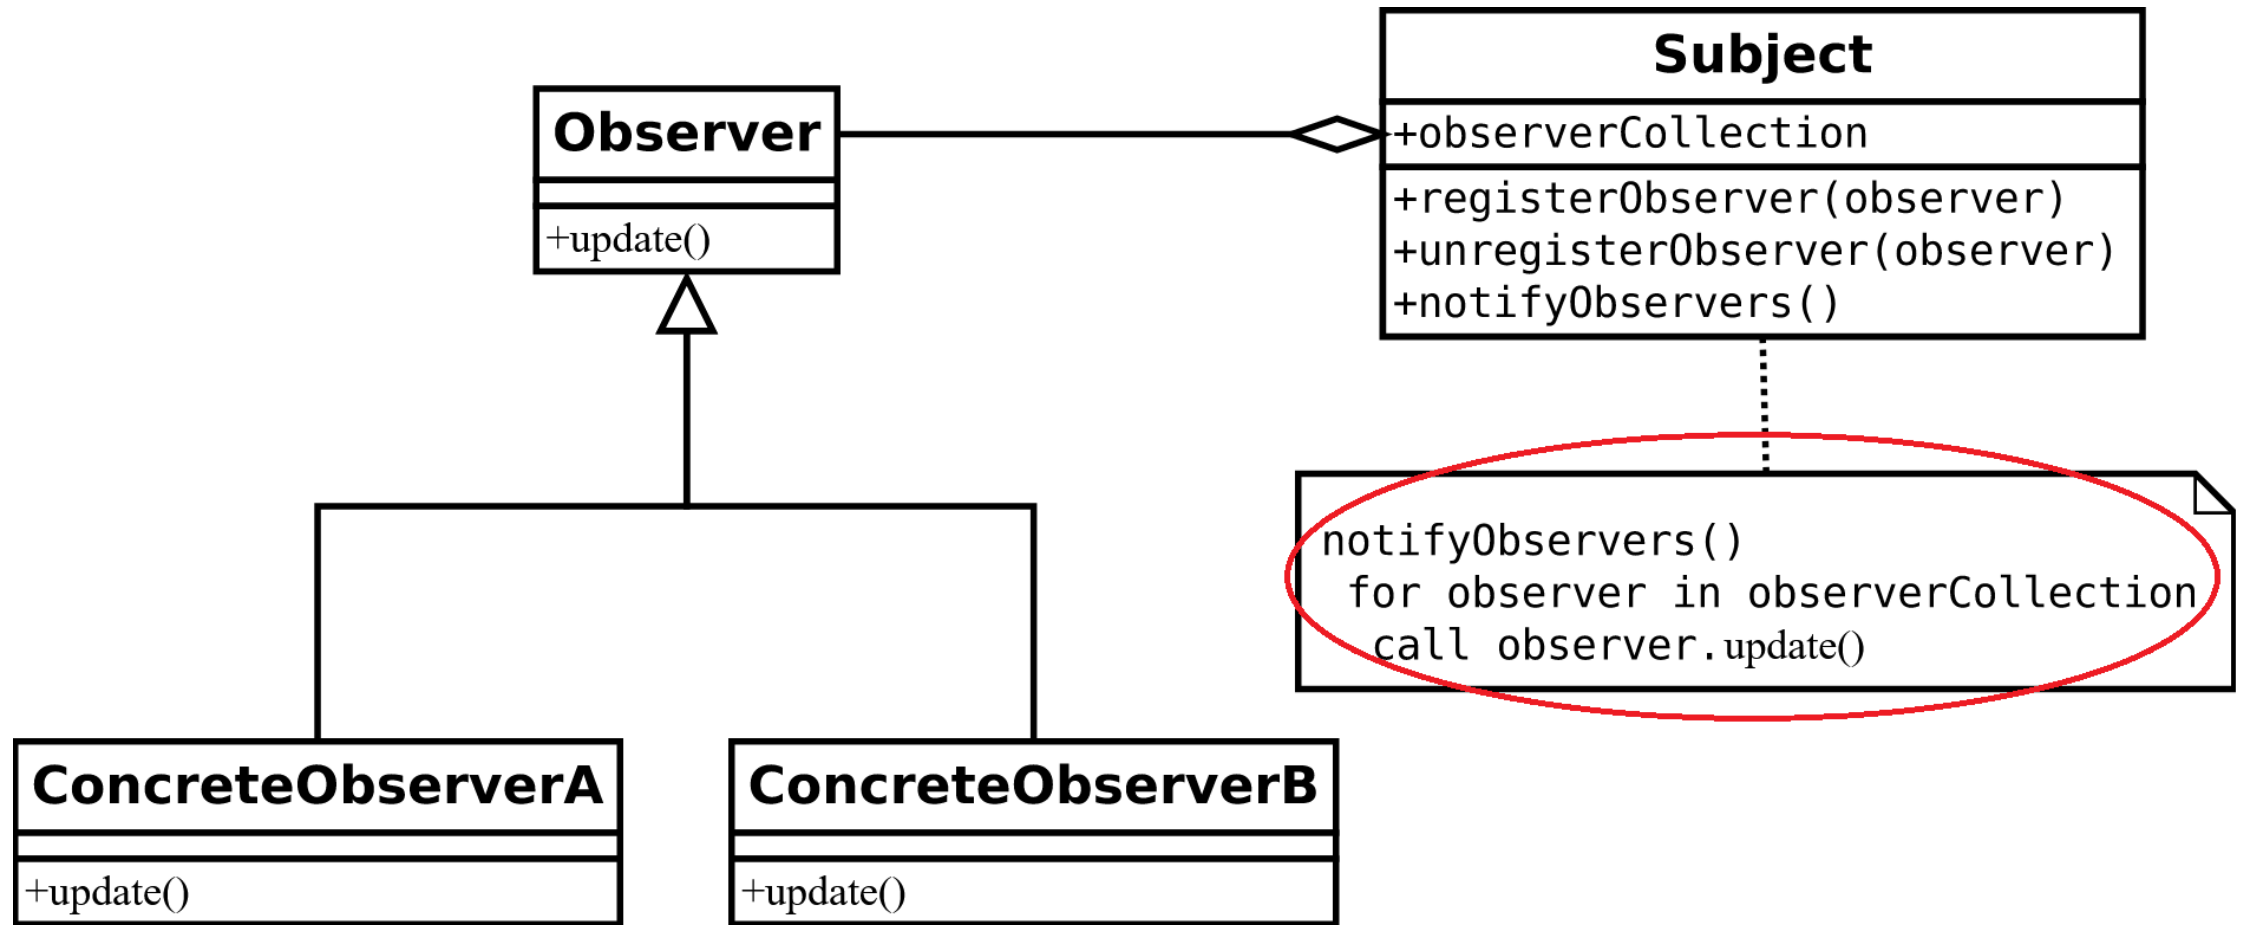 Subject
+observerCollection
+registerObserver(observer)
+unregisterObserver(observer)
+notifyObservers()
Observer
+update()
notifyObservers()
for observer in observerCollection
call observer.update()
ConcreteObserverA
+update()
ConcreteObserverB
+update()